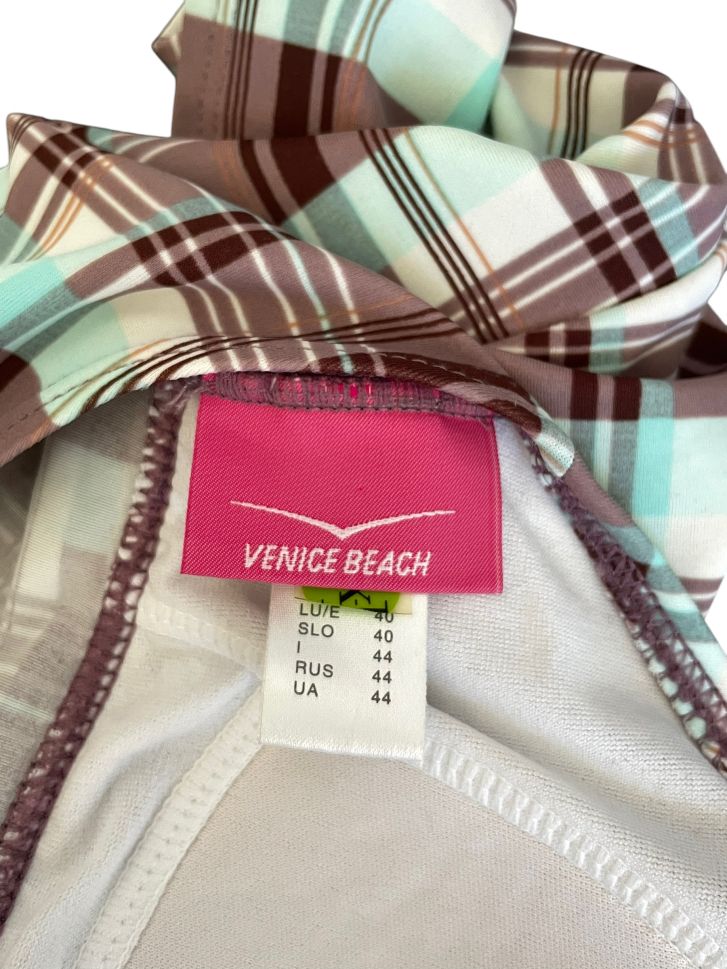 VENICE BEACH
LU/E 40
SLO 40
I 44
RUS 44
UA 44